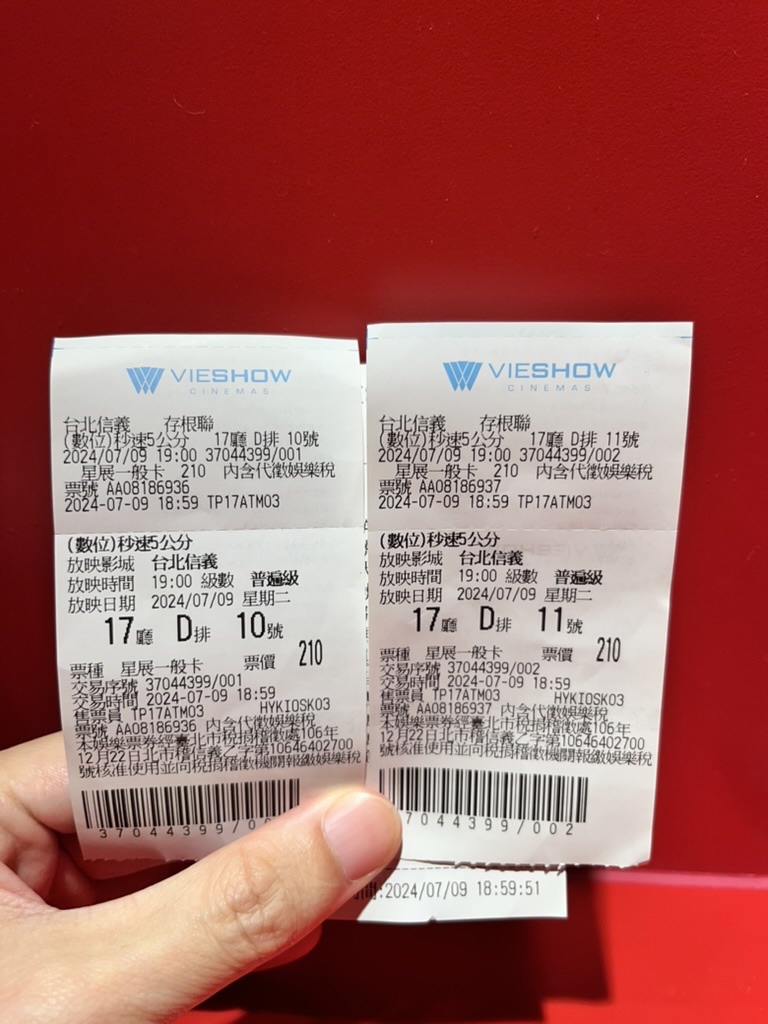 VIESHOW
CINEMAS
台北信義 存根聯
(數位)秒速5公分 17廳 D排 10號
2024/07/09 19:00 37044399/001
星展一般卡 210 內含代徵娛樂稅
票號 AA08186936
2024-07-09 18:59 TP17ATM03
(數位)秒速5公分
放映影城 台北信義
放映時間 19:00 級數 普遍級
放映日期 2024/07/09 星期二
17廳 D排 10號
票種 星展一般卡 票價 210
交易序號 37044399/001
交易時間 2024-07-09 18:59
售票員 TP17ATM03 HYKIOSK03
票號 AA08186936 內含代徵娛樂稅
本娛樂票券經臺北市稅捐稽徵處106年
12月22日北市稽信義乙字第10646402700
號核准使用並向稅捐稽徵機關報繳娛樂稅
37044399/0
VIESHOW
CINEMAS
台北信義 存根聯
(數位)秒速5公分 17廳 D排 11號
2024/07/09 19:00 37044399/002
星展一般卡 210 內含代徵娛樂稅
票號 AA08186937
2024-07-09 18:59 TP17ATM03
(數位)秒速5公分
放映影城 台北信義
放映時間 19:00 級數 普遍級
放映日期 2024/07/09 星期二
17廳 D排 11號
票種 星展一般卡 票價 210
交易序號 37044399/002
交易時間 2024-07-09 18:59
售票員 TP17ATM03 HYKIOSK03
票號 AA08186937 內含代徵娛樂稅
本娛樂票券經臺北市稅捐稽徵處106年
12月22日北市稽信義乙字第10646402700
號核准使用並向稅捐稽徵機關報繳娛樂稅
7044399/002
間:2024/07/09 18:59:51